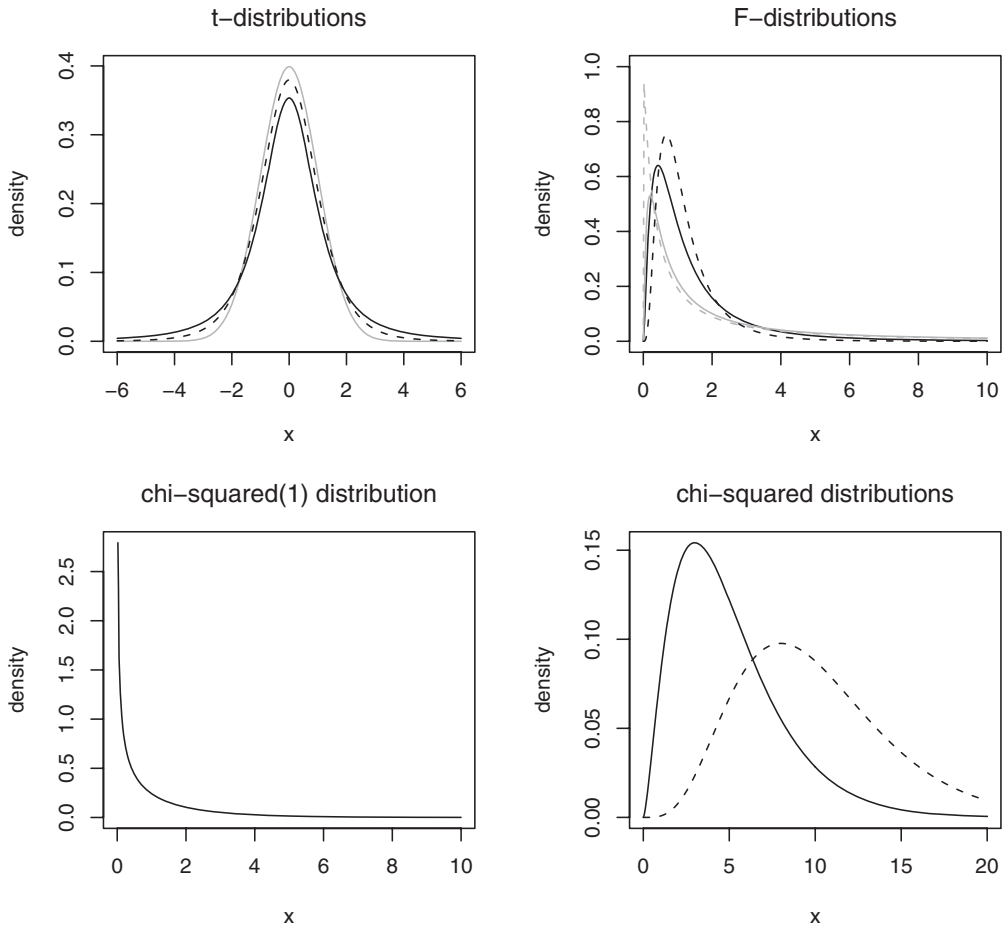 t−distributions
density
0.0 0.1 0.2 0.3 0.4
−6 −4 −2 0 2 4 6
x
F−distributions
density
0.0 0.2 0.4 0.6 0.8 1.0
0 2 4 6 8 10
x
chi−squared(1) distribution
density
0.0 0.5 1.0 1.5 2.0 2.5
0 2 4 6 8 10
x
chi−squared distributions
density
0.00 0.05 0.10 0.15
0 5 10 15 20
x